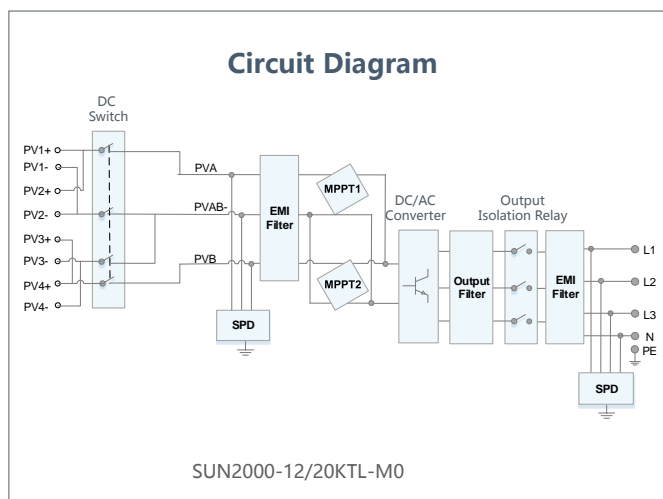 Circuit Diagram
DC
Switch
PV1+
PV1-
PV2+
PV2-
PV3+
PV3-
PV4+
PV4-
PVA
PVAB-
PVB
EMI
Filter
SPD
MPPT1
MPPT2
DC/AC
Converter
Output
Filter
Output
Isolation Relay
EMI
Filter
L1
L2
L3
N
PE
SPD
SUN2000-12/20KTL-M0